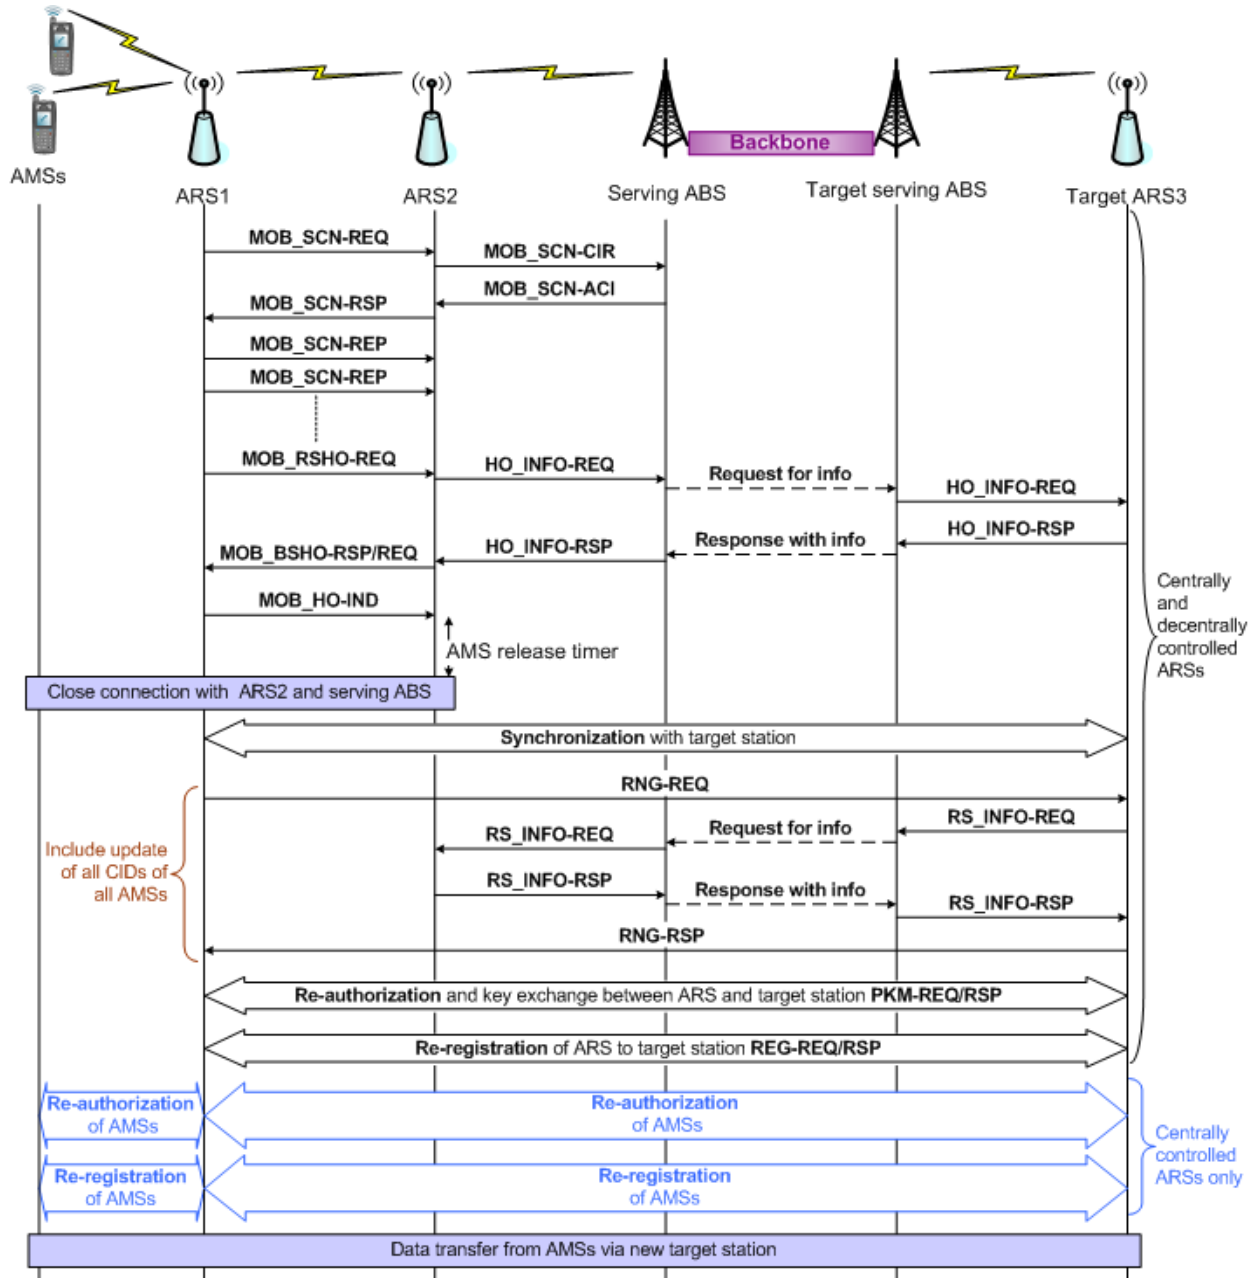 Backbone
AMSs
ARS1
ARS2
Serving ABS
Target serving ABS
Target ARS3
MOB_SCN-REQ
MOB_SCN-CIR
MOB_SCN-ACI
MOB_SCN-RSP
MOB_SCN-REP
MOB_SCN-REP
MOB_RSHO-REQ
HO_INFO-REQ
Request for info
HO_INFO-REQ
HO_INFO-RSP
Response with info
HO_INFO-RSP
MOB_BSHO-RSP/REQ
MOB_HO-IND
AMS release timer
Centrally
and
decentrally
controlled
ARSs
Close connection with ARS2 and serving ABS
Synchronization with target station
RNG-REQ
RS_INFO-REQ
Request for info
RS_INFO-REQ
Include update
of all CIDs of
all AMSs
RS_INFO-RSP
Response with info
RS_INFO-RSP
RNG-RSP
Re-authorization and key exchange between ARS and target station PKM-REQ/RSP
Re-registration of ARS to target station REG-REQ/RSP
Re-authorization
of AMSs
Re-authorization
of AMSs
Centrally
controlled
ARSs only
Re-registration
of AMSs
Re-registration
of AMSs
Data transfer from AMSs via new target station